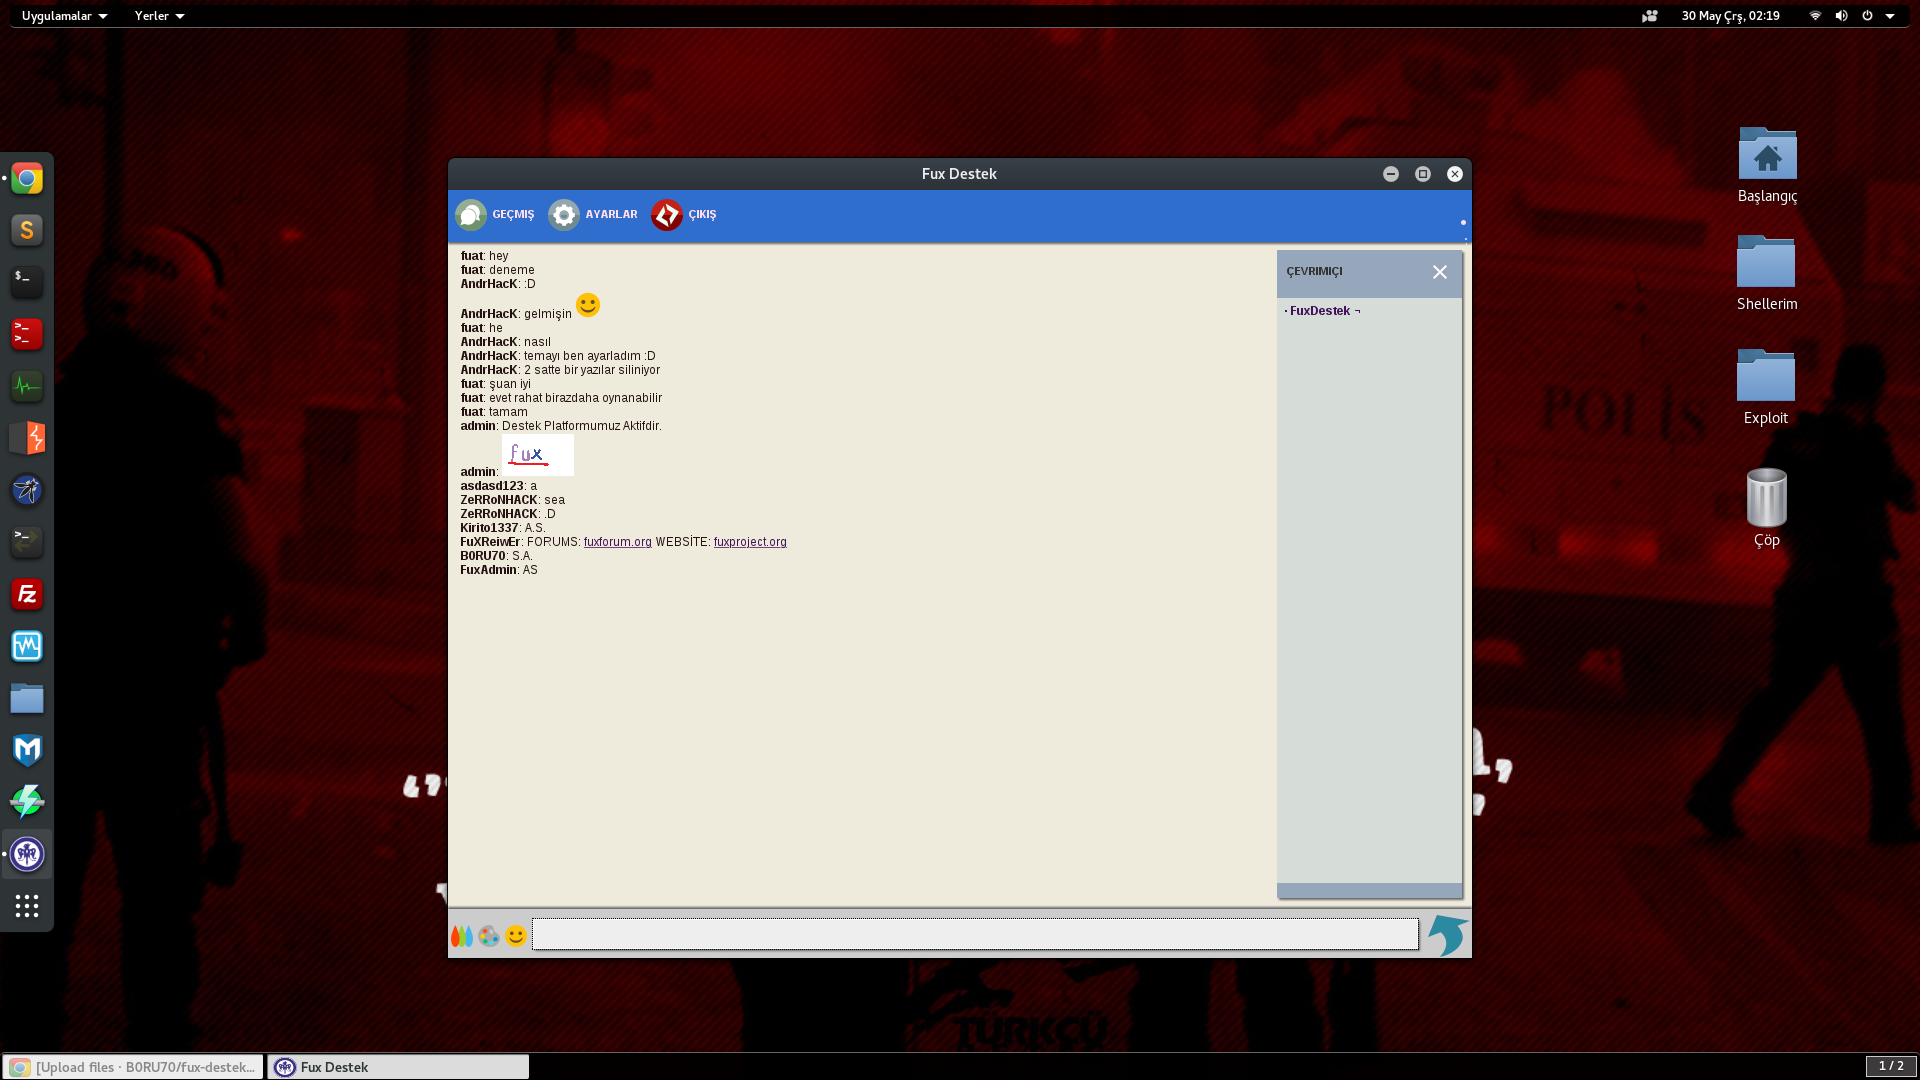 Uygulamalar
Yerler
30 May Çrş, 02:19
Başlangıç
Shellerim
Exploit
Çöp
Fux Destek
GEÇMIŞ
AYARLAR
ÇIKIŞ
fuat: hey
fuat: deneme
AndrHacK: :D
AndrHacK: gelmişin
fuat: he
AndrHacK: nasıl
AndrHacK: temayı ben ayarladım :D
AndrHacK: 2 satte bir yazılar siliniyor
fuat: şuan iyi
fuat: evet rahat birazdaha oynanabilir
fuat: tamam
admin: Destek Platformumuz Aktifdir.
admin: fux
asdasd123: a
ZeRRoNHACK: sea
ZeRRoNHACK: .D
Kirito1337: A.S.
FuXReiwEr: FORUMS: fuxforum.org WEBSİTE: fuxproject.org
B0RU70: S.A.
FuxAdmin: AS
ÇEVRIMIÇI
· FuxDestek ¬
POLİS
TÜRKÇÜ
[Upload files · B0RU70/fux-destek...
Fux Destek
1 / 2